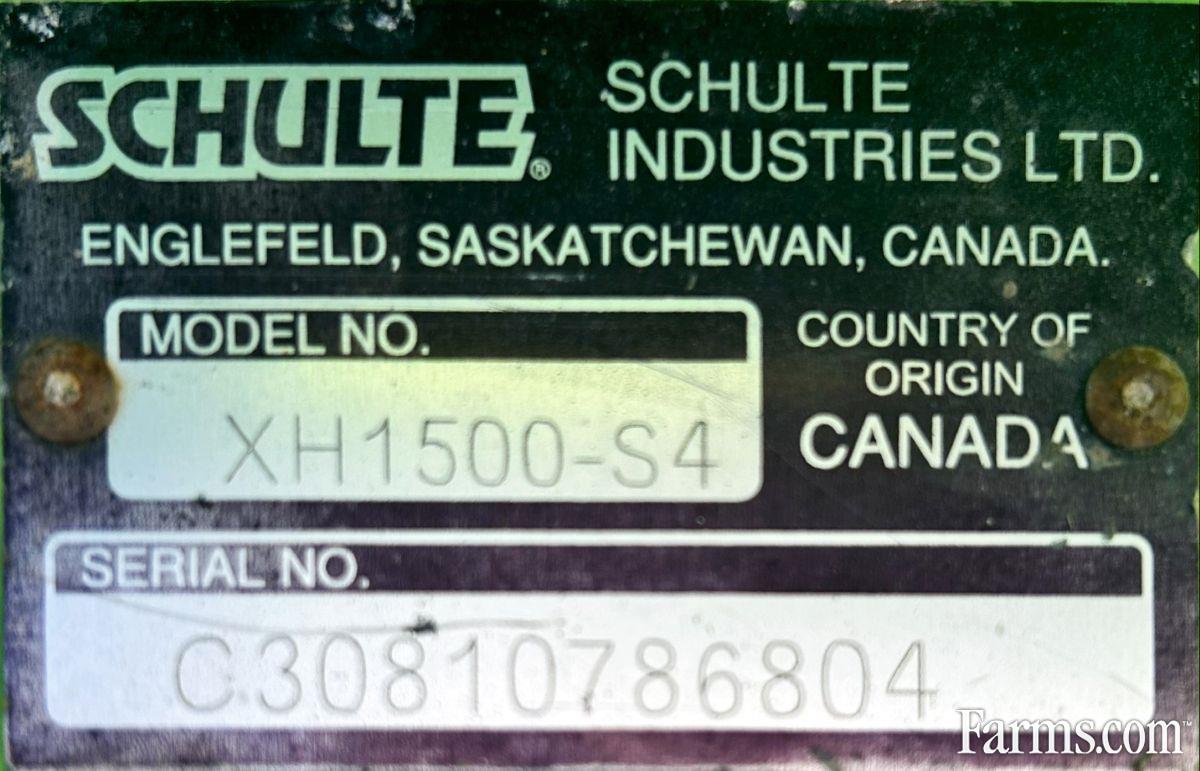 SCHULTE®
SCHULTE
INDUSTRIES LTD.
ENGLEFELD, SASKATCHEWAN, CANADA.
MODEL NO.
XH1500-S4
COUNTRY OF
ORIGIN
CANADA
SERIAL NO.
C30810786804
Farms.com™